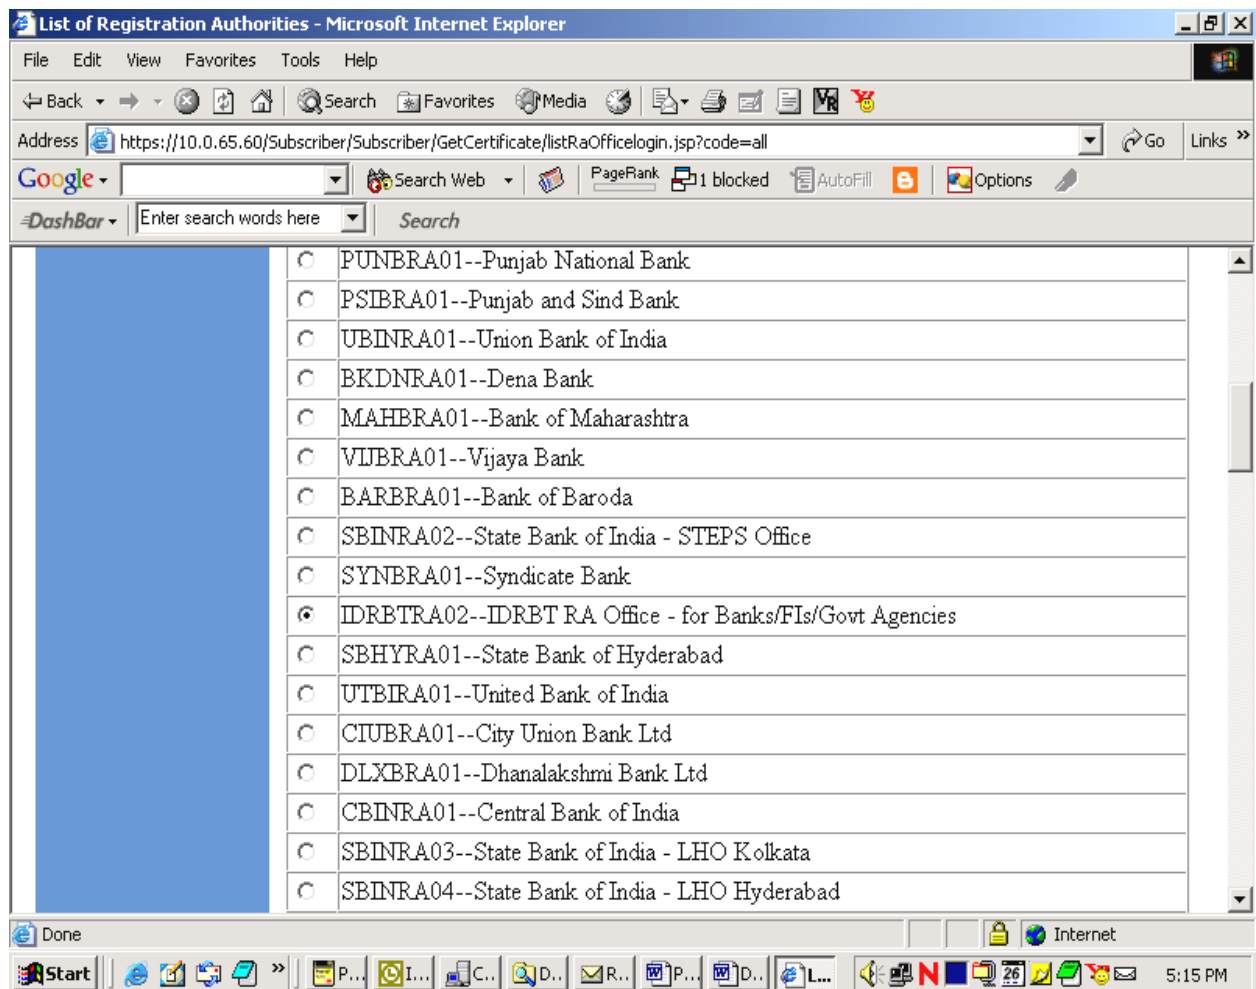 List of Registration Authorities - Microsoft Internet Explorer
File Edit View Favorites Tools Help
Back Search Favorites Media
Address https://10.0.65.60/Subscriber/Subscriber/GetCertificate/listRaOfficelogin.jsp?code=all Go Links »
Google Search Web PageRank 1 blocked AutoFill Options
DashBar Enter search words here Search
PUNBRA01--Punjab National Bank
PSIBRA01--Punjab and Sind Bank
UBINRA01--Union Bank of India
BKDNRA01--Dena Bank
MAHBRA01--Bank of Maharashtra
VIJBRA01--Vijaya Bank
BARBRA01--Bank of Baroda
SBINRA02--State Bank of India - STEPS Office
SYNBRA01--Syndicate Bank
IDRBTRA02--IDRBT RA Office - for Banks/FIs/Govt Agencies
SBHYRA01--State Bank of Hyderabad
UTBIRA01--United Bank of India
CIUBRA01--City Union Bank Ltd
DLXBRA01--Dhanalakshmi Bank Ltd
CBINRA01--Central Bank of India
SBINRA03--State Bank of India - LHO Kolkata
SBINRA04--State Bank of India - LHO Hyderabad
Done Internet
Start » P... I... C... D... R... P... D... L... N 26 5:15 PM